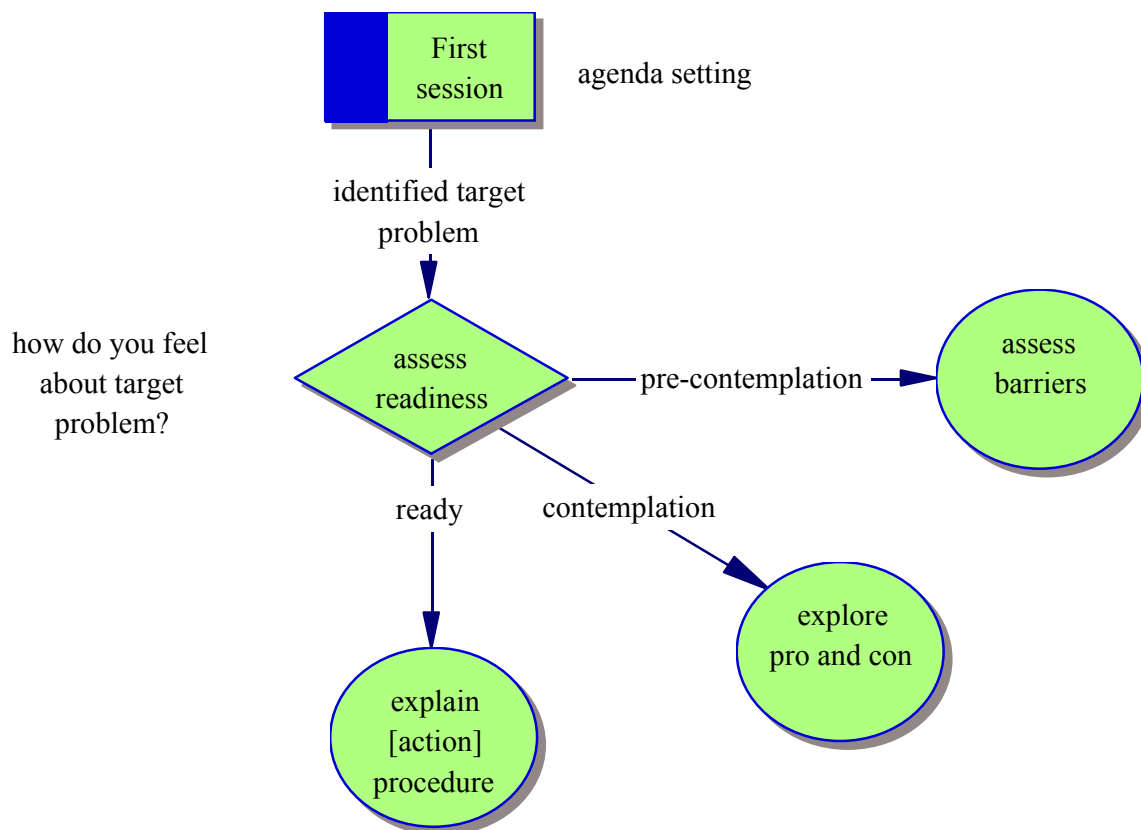 First
session
agenda setting
identified target
problem
how do you feel
about target
problem?
assess
readiness
pre-contemplation
assess
barriers
ready
contemplation
explore
pro and con
explain
[action]
procedure